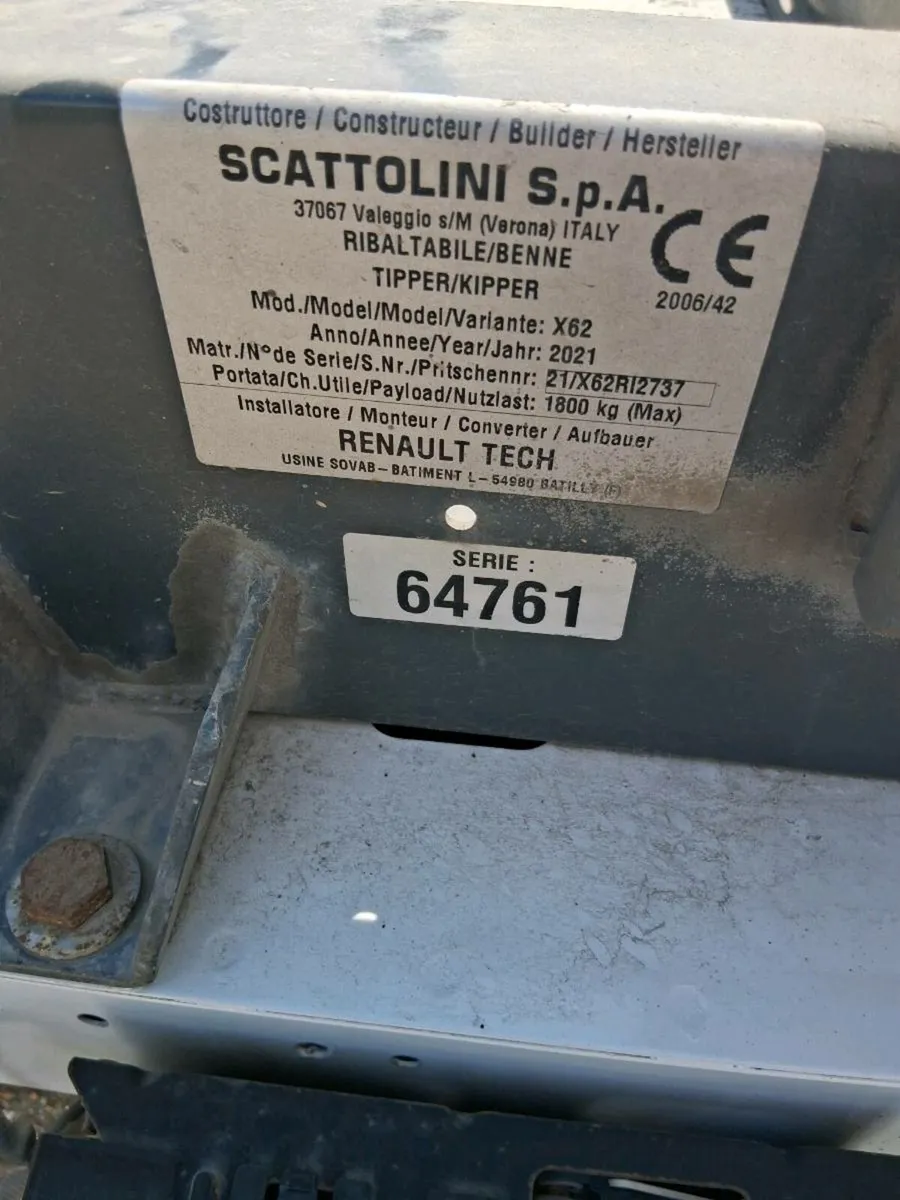 Costruttore / Constructeur / Builder / Hersteller
SCATTOLINI S.p.A.
37067 Valeggio s/M (Verona) ITALY
RIBALTABILE/BENNE
TIPPER/KIPPER
CE
2006/42
Mod./Model/Model/Variante: X62
Anno/Annee/Year/Jahr: 2021
Matr./N° de Serie/S.Nr./Pritschennr: 21/X62RI2737
Portata/Ch.Utile/Payload/Nutzlast: 1800 kg (Max)
Installatore / Monteur / Converter / Aufbauer
RENAULT TECH
USINE SOVAB – BATIMENT L – 54980 BATILLY (F)
SERIE :
64761